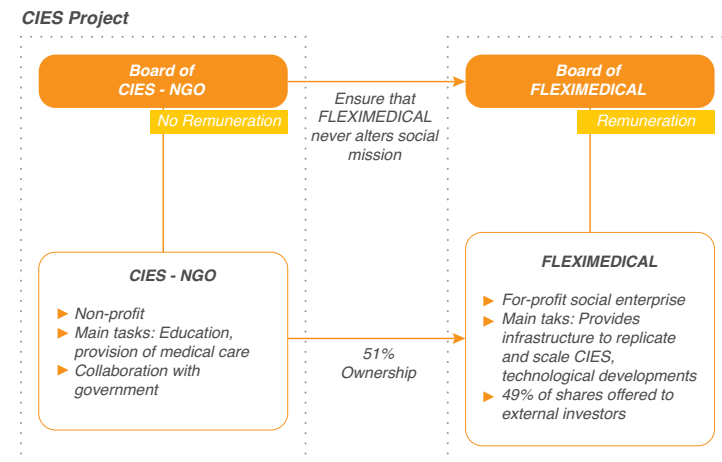 CIES Project
Board of
CIES - NGO
No Remuneration
Ensure that
FLEXIMEDICAL
never alters social
mission
Board of
FLEXIMEDICAL
Remuneration
CIES - NGO
Non-profit
Main tasks: Education,
provision of medical care
Collaboration with
government
51%
Ownership
FLEXIMEDICAL
For-profit social enterprise
Main taks: Provides
infrastructure to replicate
and scale CIES,
technological developments
49% of shares offered to
external investors